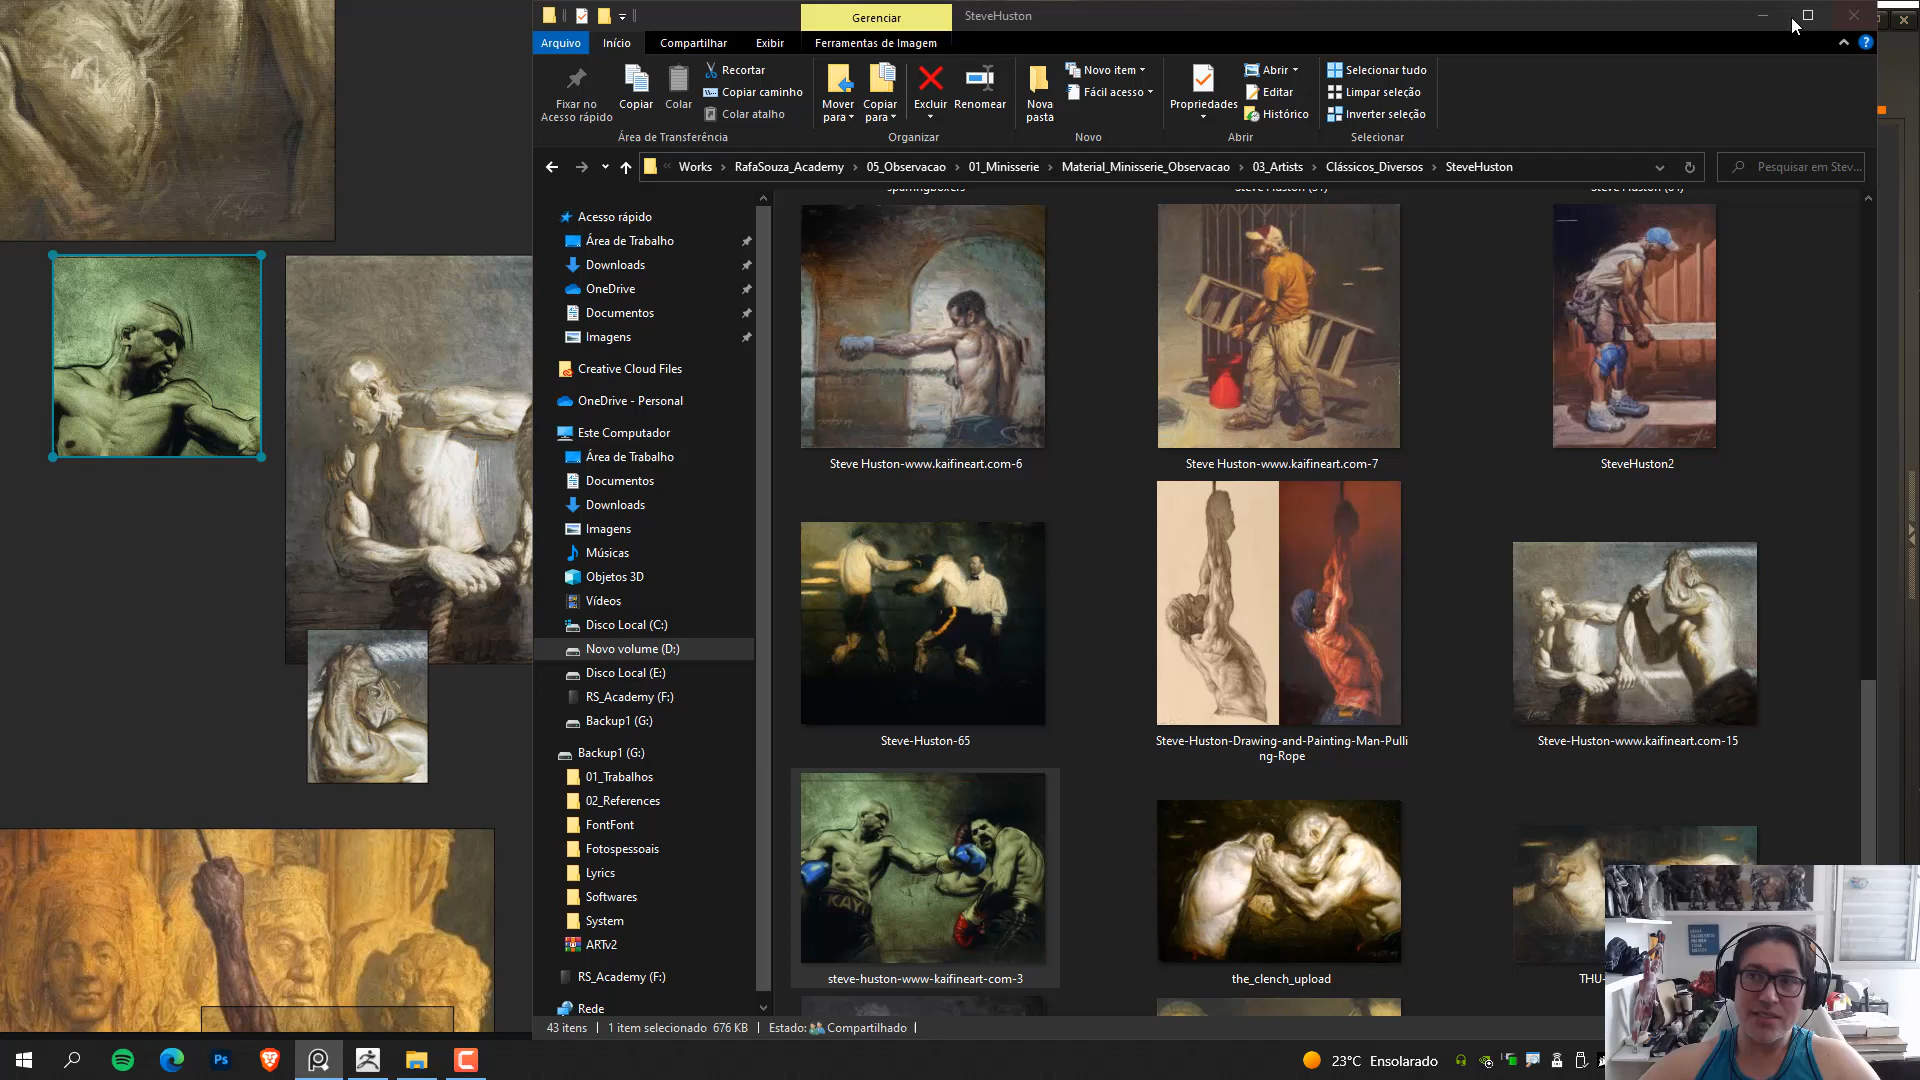 Gerenciar
SteveHuston
Arquivo
Início
Compartilhar
Exibir
Ferramentas de Imagem
Fixar no Acesso rápido
Copiar
Colar
Recortar
Copiar caminho
Colar atalho
Área de Transferência
Mover para
Copiar para
Excluir
Renomear
Organizar
Nova pasta
Novo item
Fácil acesso
Novo
Propriedades
Abrir
Editar
Histórico
Abrir
Selecionar tudo
Limpar seleção
Inverter seleção
Selecionar
Works
RafaSouza_Academy
05_Observacao
01_Minisserie
Material_Minisserie_Observacao
03_Artists
Clássicos_Diversos
SteveHuston
Pesquisar em Stev...
Acesso rápido
Área de Trabalho
Downloads
OneDrive
Documentos
Imagens
Creative Cloud Files
OneDrive - Personal
Este Computador
Área de Trabalho
Documentos
Downloads
Imagens
Músicas
Objetos 3D
Vídeos
Disco Local (C:)
Novo volume (D:)
Disco Local (E:)
RS_Academy (F:)
Backup1 (G:)
Backup1 (G:)
01_Trabalhos
02_References
FontFont
Fotospessoais
Lyrics
Softwares
System
ARTv2
RS_Academy (F:)
Rede
Steve Huston-www.kaifineart.com-6
Steve Huston-www.kaifineart.com-7
SteveHuston2
Steve-Huston-65
Steve-Huston-Drawing-and-Painting-Man-Pulli
ng-Rope
Steve-Huston-www.kaifineart.com-15
KAY
steve-huston-www-kaifineart-com-3
the_clench_upload
THU-
43 itens
1 item selecionado 676 KB
Estado:
Compartilhado
Ps
23°C Ensolarado